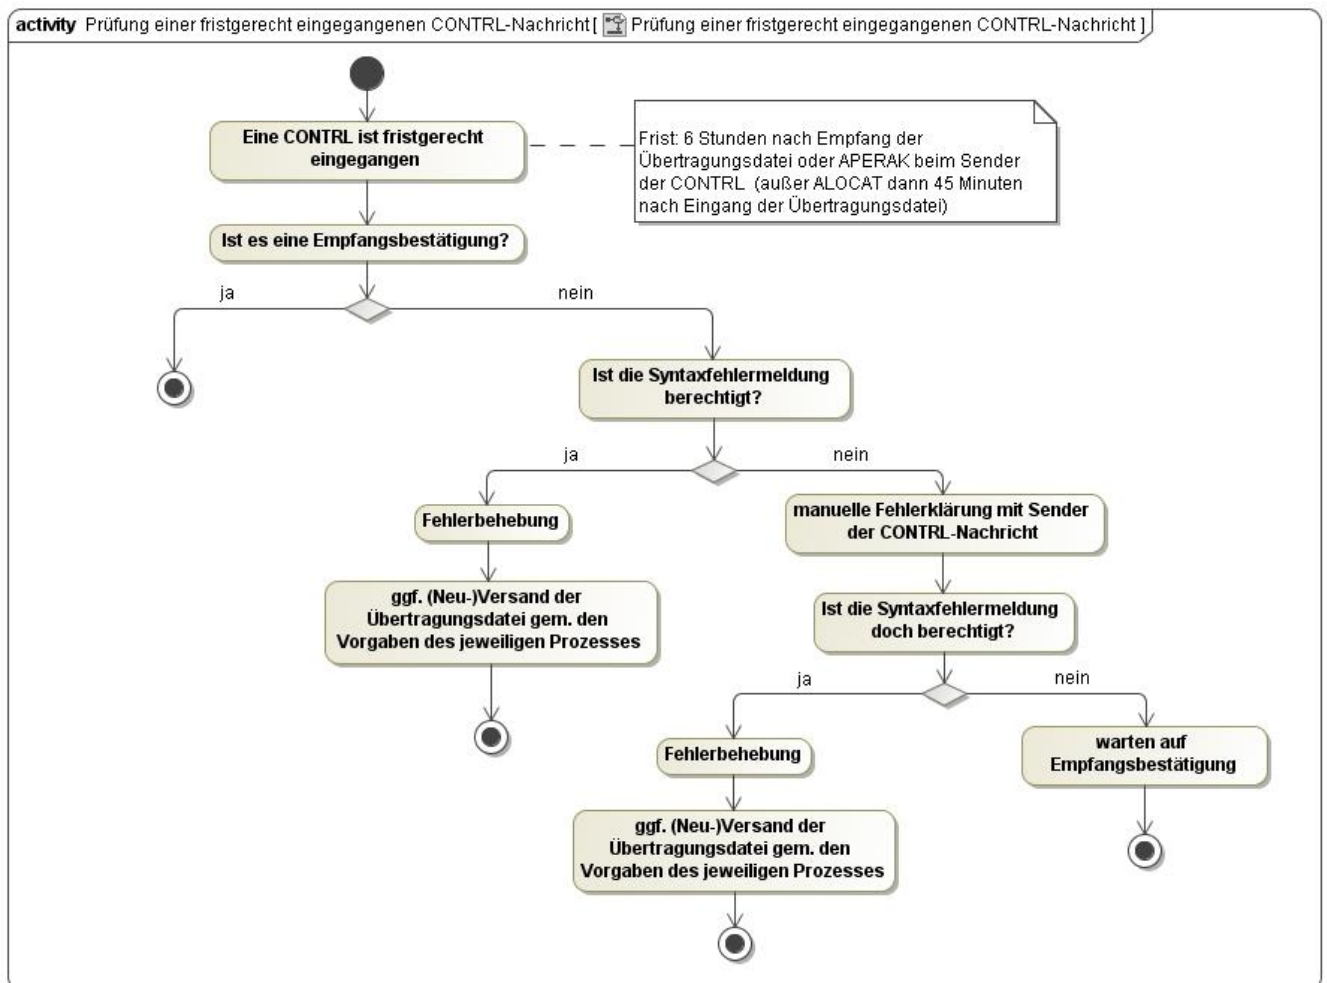 activity Prüfung einer fristgerecht eingegangenen CONTRL-Nachricht [ Prüfung einer fristgerecht eingegangenen CONTRL-Nachricht ]
Eine CONTRL ist fristgerecht
eingegangen
Frist: 6 Stunden nach Empfang der
Übertragungsdatei oder APERAK beim Sender
der CONTRL (außer ALOCAT dann 45 Minuten
nach Eingang der Übertragungsdatei)
Ist es eine Empfangsbestätigung?
ja
nein
Ist die Syntaxfehlermeldung
berechtigt?
ja
nein
Fehlerbehebung
manuelle Fehlerklärung mit Sender
der CONTRL-Nachricht
ggf. (Neu-)Versand der
Übertragungsdatei gem. den
Vorgaben des jeweiligen Prozesses
Ist die Syntaxfehlermeldung
doch berechtigt?
ja
nein
Fehlerbehebung
warten auf
Empfangsbestätigung
ggf. (Neu-)Versand der
Übertragungsdatei gem. den
Vorgaben des jeweiligen Prozesses